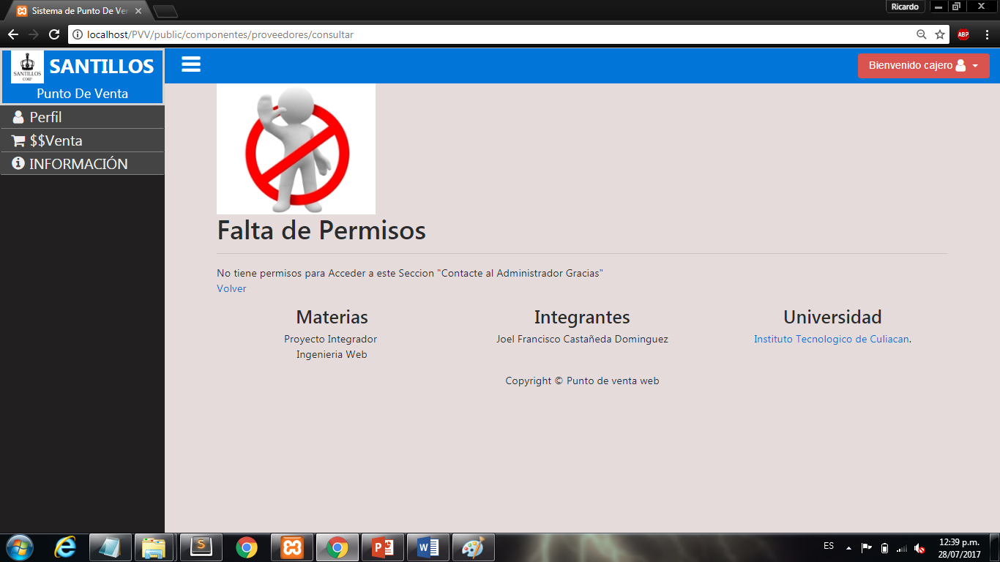 Sistema de Punto De Ver
Ricardo
localhost/PVV/public/componentes/proveedores/consultar
ABP
SANTILLOS
CORP
SANTILLOS
Punto De Venta
Bienvenido cajero
Perfil
$$Venta
INFORMACIÓN
Falta de Permisos
No tiene permisos para Acceder a este Seccion "Contacte al Administrador Gracias"
Volver
Materias
Proyecto Integrador
Ingenieria Web
Integrantes
Joel Francisco Castañeda Dominguez
Universidad
Instituto Tecnologico de Culiacan.
Copyright © Punto de venta web
ES
12:39 p.m.
28/07/2017